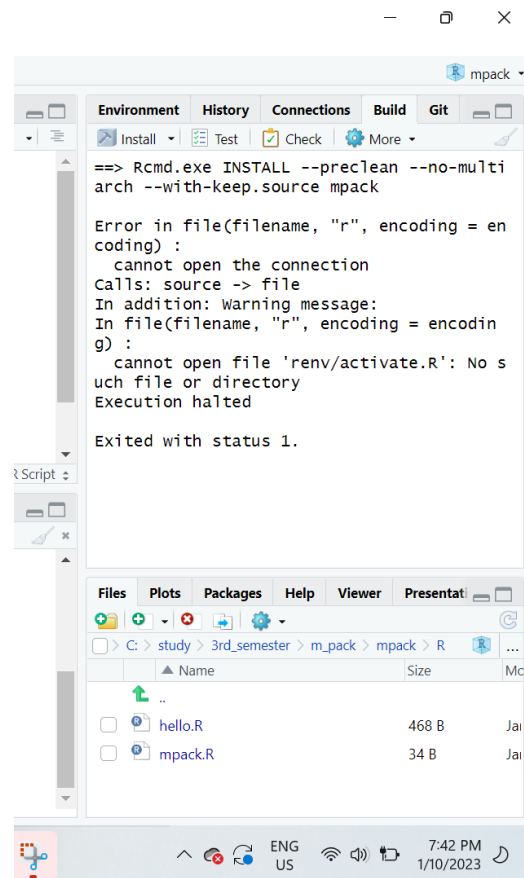 mpack
Environment History Connections Build Git
Install Test Check More
==> Rcmd.exe INSTALL --preclean --no-multi
arch --with-keep.source mpack
Error in file(filename, "r", encoding = en
coding) :
cannot open the connection
Calls: source -> file
In addition: Warning message:
In file(filename, "r", encoding = encodin
g) :
cannot open file 'renv/activate.R': No s
uch file or directory
Execution halted
Exited with status 1.
R Script
Files Plots Packages Help Viewer Presentati
C: > study > 3rd_semester > m_pack > mpack > R ...
Name Size Mo
..
hello.R 468 B Jan
mpack.R 34 B Jan
ENG 7:42 PM
US 1/10/2023